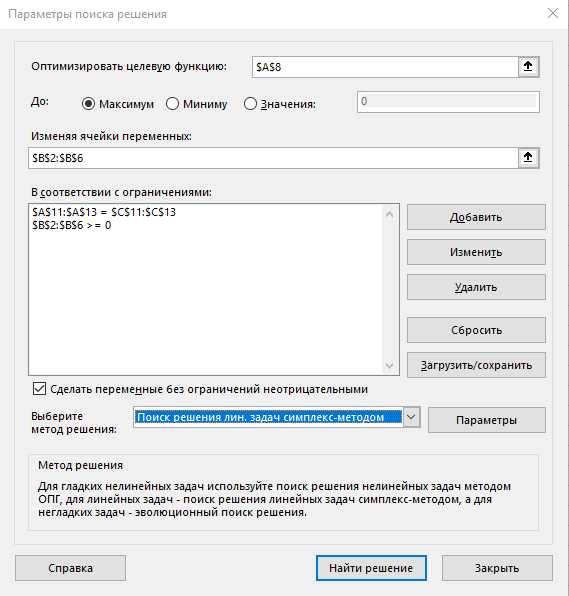 Параметры поиска решения
Оптимизировать целевую функцию:
$A$8
До:
Максимум
Миниму
Значения:
0
Изменяя ячейки переменных:
$B$2:$B$6
В соответствии с ограничениями:
$A$11:$A$13 = $C$11:$C$13
$B$2:$B$6 >= 0
Добавить
Изменить
Удалить
Сбросить
Загрузить/сохранить
Сделать переменные без ограничений неотрицательными
Выберите
метод решения:
Поиск решения лин. задач симплекс-методом
Параметры
Метод решения
Для гладких нелинейных задач используйте поиск решения нелинейных задач методом
ОПГ, для линейных задач - поиск решения линейных задач симплекс-методом, а для
негладких задач - эволюционный поиск решения.
Справка
Найти решение
Закрыть